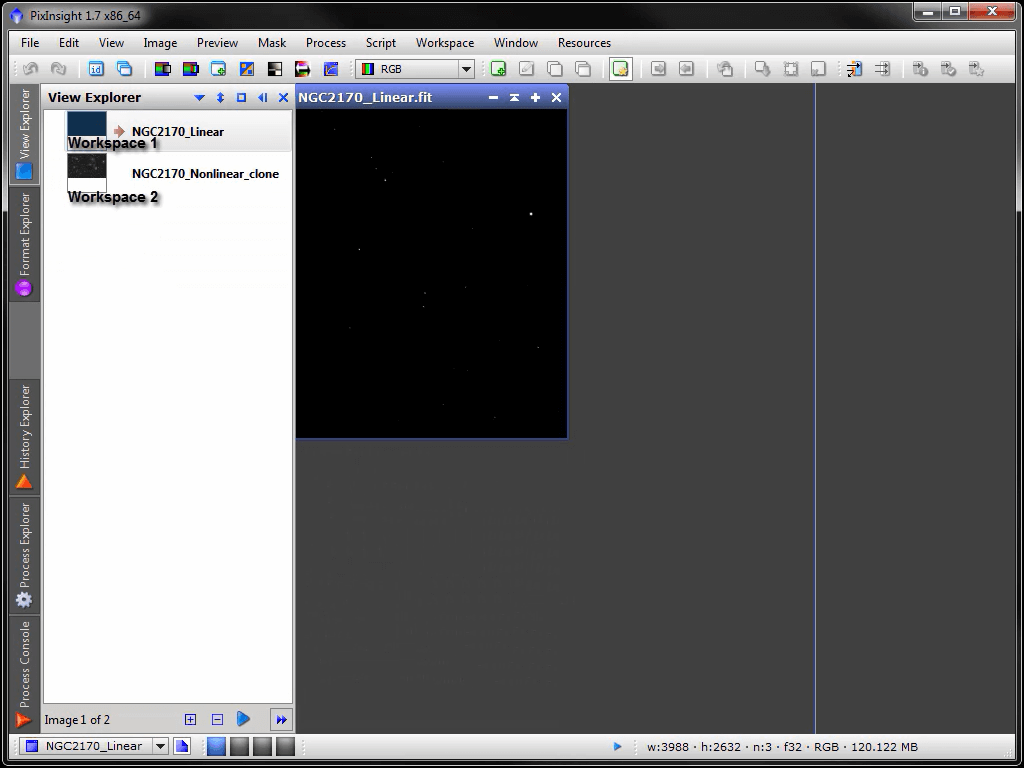 PixInsight 1.7 x86_64
File Edit View Image Preview Mask Process Script Workspace Window Resources
id RGB
View Explorer
NGC2170_Linear.fit
NGC2170_Linear
Workspace 1
NGC2170_Nonlinear_clone
Workspace 2
View Explorer
Format Explorer
History Explorer
Process Explorer
Process Console
Image 1 of 2
NGC2170_Linear
w:3988 · h:2632 · n:3 · f32 · RGB · 120.122 MB